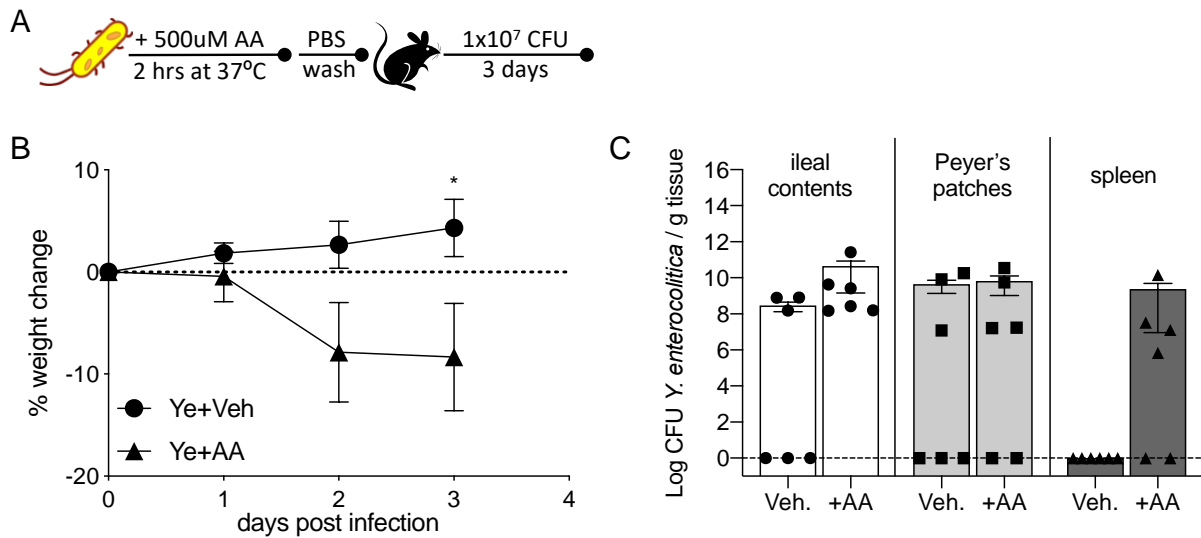 A
+ 500uM AA
2 hrs at 37ºC
PBS
wash
1x10⁷ CFU
3 days
B
% weight change
10
0
-10
-20
Ye+Veh
Ye+AA
*
0 1 2 3 4
days post infection
C
Log CFU Y. enterocolitica / g tissue
16
14
12
10
8
6
4
2
0
ileal
contents
Peyer's
patches
spleen
Veh. +AA Veh. +AA Veh. +AA